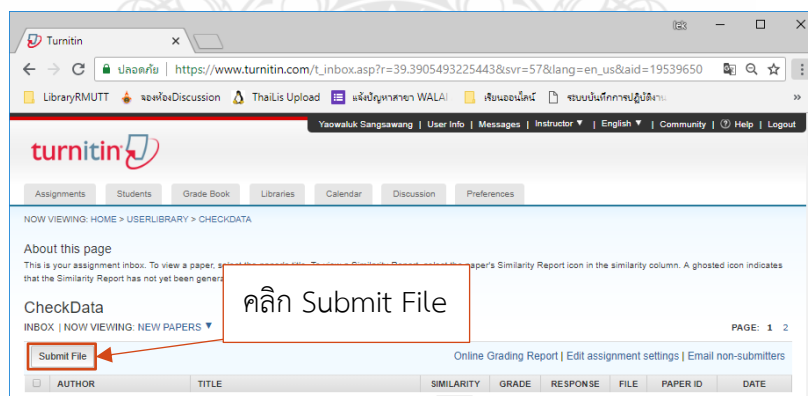 Turnitin
ปลอดภัย | https://www.turnitin.com/t_inbox.asp?r=39.3905493225443&svr=57&lang=en_us&aid=19539650
LibraryRMUTT จองห้องDiscussion ThaiLis Upload แจ้งปัญหาสาขา WALAI เรียนออนไลน์ ระบบบันทึกการปฏิบัติงาน »
Yaowaluk Sangsawang | User Info | Messages | Instructor ▼ | English ▼ | Community | ? Help | Logout
turnitin
Assignments Students Grade Book Libraries Calendar Discussion Preferences
NOW VIEWING: HOME > USERLIBRARY > CHECKDATA
About this page
This is your assignment inbox. To view a paper, select the paper's title. To view a Similarity Report, select the paper's Similarity Report icon in the similarity column. A ghosted icon indicates
that the Similarity Report has not yet been genera
คลิก Submit File
CheckData
INBOX | NOW VIEWING: NEW PAPERS ▼ PAGE: 1 2
Submit File Online Grading Report | Edit assignment settings | Email non-submitters
AUTHOR TITLE SIMILARITY GRADE RESPONSE FILE PAPER ID DATE